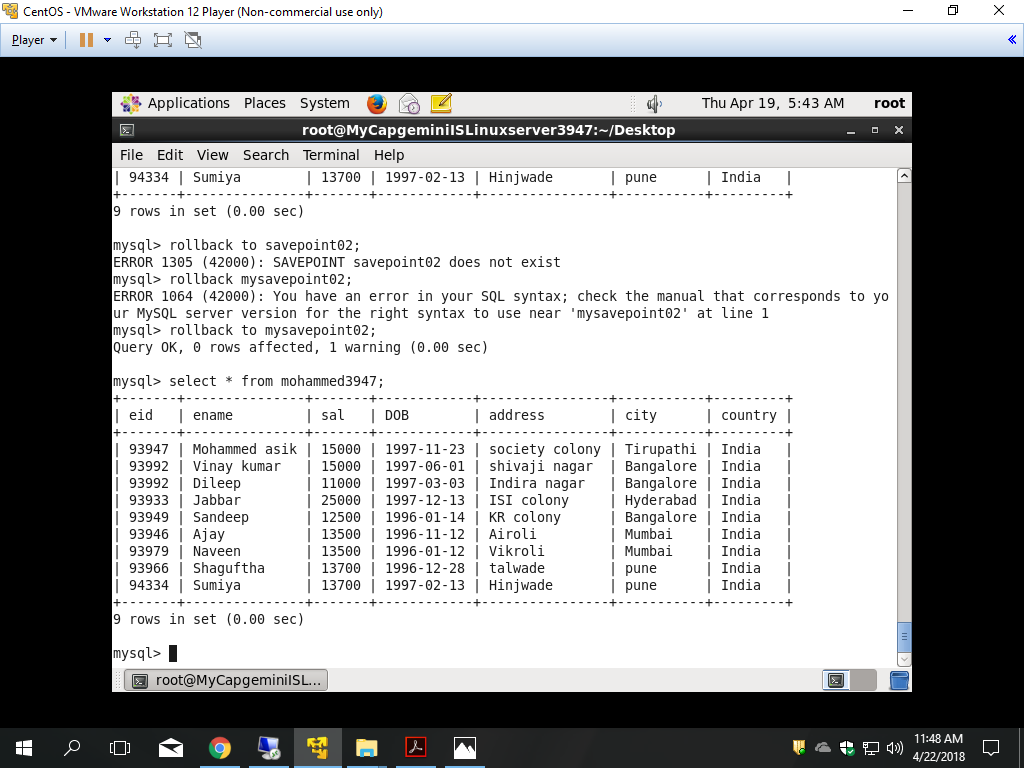 CentOS - VMware Workstation 12 Player (Non-commercial use only)
Player
Applications Places System Thu Apr 19, 5:43 AM root
root@MyCapgeminiISLinuxserver3947:~/Desktop
File Edit View Search Terminal Help
| 94334 | Sumiya        | 13700 | 1997-02-13 | Hinjwade       | pune      | India   |
+-------+---------------+-------+------------+----------------+-----------+---------+
9 rows in set (0.00 sec)
mysql> rollback to savepoint02;
ERROR 1305 (42000): SAVEPOINT savepoint02 does not exist
mysql> rollback mysavepoint02;
ERROR 1064 (42000): You have an error in your SQL syntax; check the manual that corresponds to yo
ur MySQL server version for the right syntax to use near 'mysavepoint02' at line 1
mysql> rollback to mysavepoint02;
Query OK, 0 rows affected, 1 warning (0.00 sec)
mysql> select * from mohammed3947;
+-------+---------------+-------+------------+----------------+-----------+---------+
| eid   | ename         | sal   | DOB        | address        | city      | country |
+-------+---------------+-------+------------+----------------+-----------+---------+
| 93947 | Mohammed asik | 15000 | 1997-11-23 | society colony | Tirupathi | India   |
| 93992 | Vinay kumar   | 15000 | 1997-06-01 | shivaji nagar  | Bangalore | India   |
| 93992 | Dileep        | 11000 | 1997-03-03 | Indira nagar   | Bangalore | India   |
| 93933 | Jabbar        | 25000 | 1997-12-13 | ISI colony     | Hyderabad | India   |
| 93949 | Sandeep       | 12500 | 1996-01-14 | KR colony      | Bangalore | India   |
| 93946 | Ajay          | 13500 | 1996-11-12 | Airoli         | Mumbai    | India   |
| 93979 | Naveen        | 13500 | 1996-01-12 | Vikroli        | Mumbai    | India   |
| 93966 | Shaguftha     | 13700 | 1996-12-28 | talwade        | pune      | India   |
| 94334 | Sumiya        | 13700 | 1997-02-13 | Hinjwade       | pune      | India   |
+-------+---------------+-------+------------+----------------+-----------+---------+
9 rows in set (0.00 sec)
mysql>
root@MyCapgeminiISL...
11:48 AM
4/22/2018